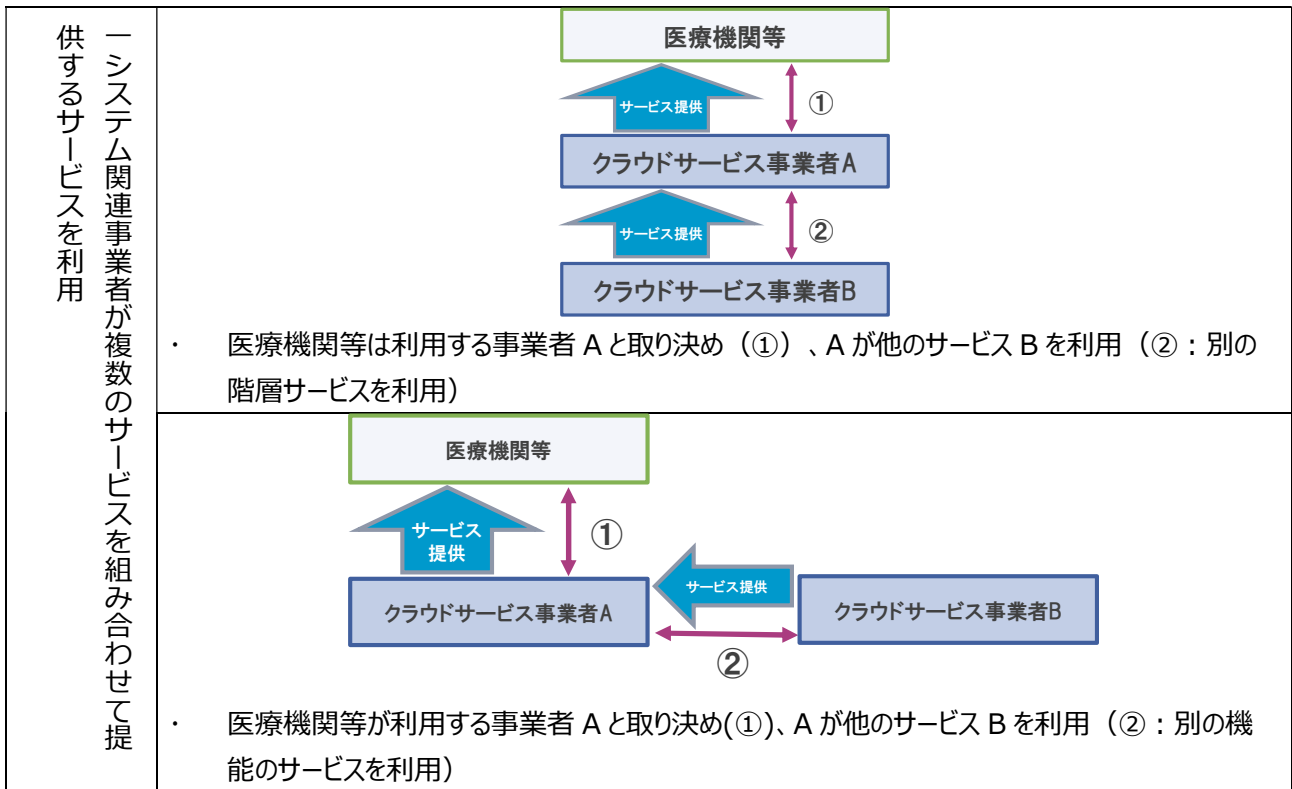 一システム関連事業者が複数のサービスを組み合わせて提
供するサービスを利用
医療機関等
サービス提供
①
クラウドサービス事業者A
サービス提供
②
クラウドサービス事業者B
・ 医療機関等は利用する事業者 A と取り決め（①）、A が他のサービス B を利用（②：別の
階層サービスを利用）
医療機関等
サービス
提供
①
クラウドサービス事業者A
サービス提供
クラウドサービス事業者B
②
・ 医療機関等が利用する事業者 A と取り決め(①)、A が他のサービス B を利用（②：別の機
能のサービスを利用）